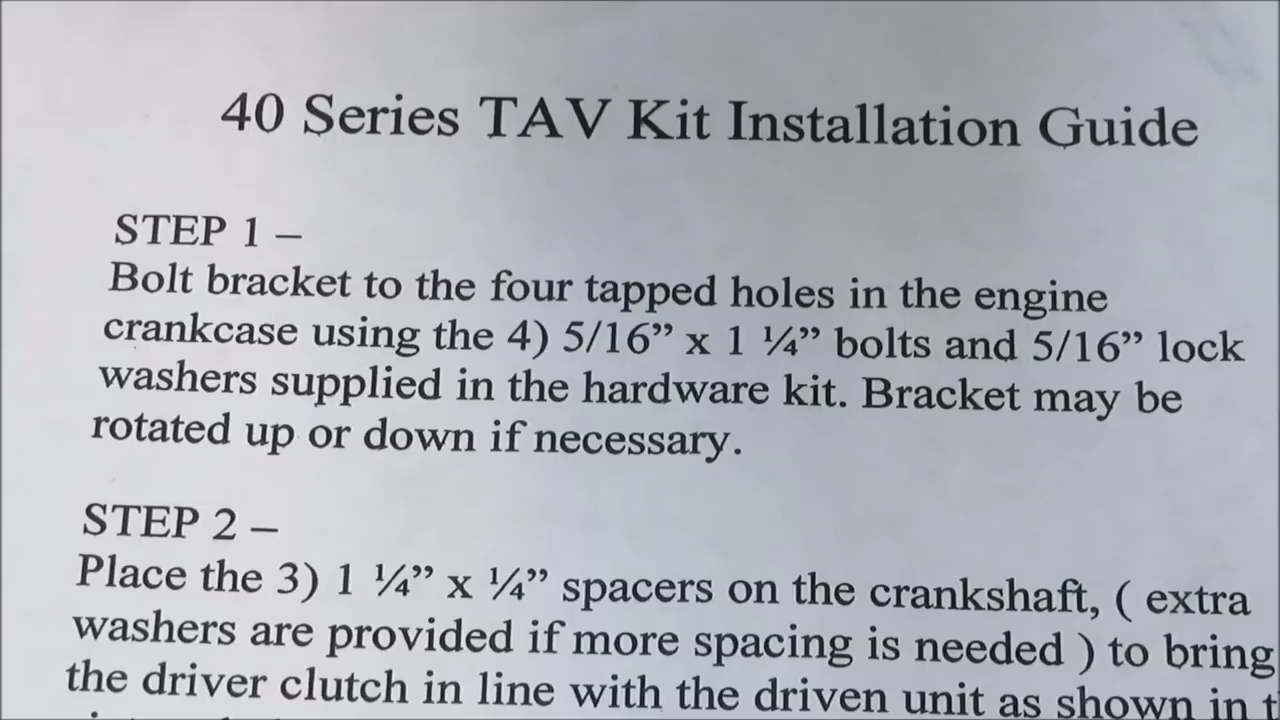 40 Series TAV Kit Installation Guide
STEP 1 –
Bolt bracket to the four tapped holes in the engine
crankcase using the 4) 5/16” x 1 ¼” bolts and 5/16” lock
washers supplied in the hardware kit. Bracket may be
rotated up or down if necessary.
STEP 2 –
Place the 3) 1 ¼” x ¼” spacers on the crankshaft, ( extra
washers are provided if more spacing is needed ) to bring
the driver clutch in line with the driven unit as shown in